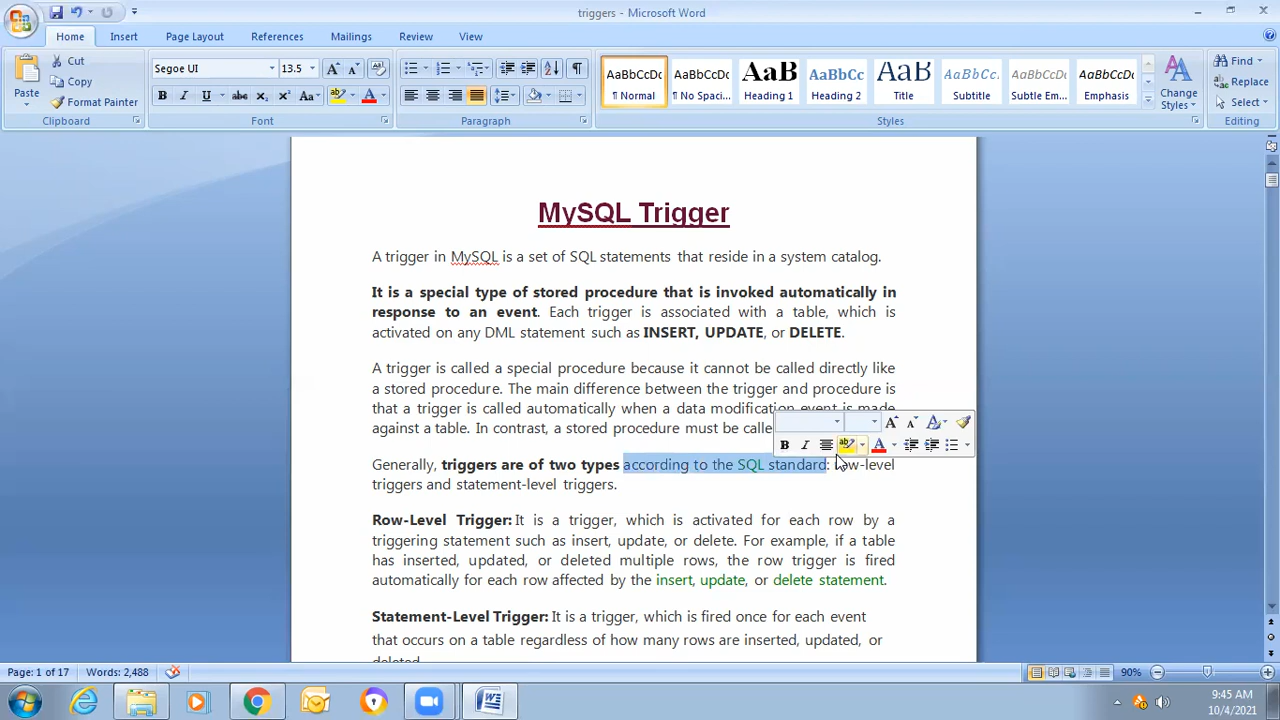 triggers - Microsoft Word
Home Insert Page Layout References Mailings Review View
Paste
Cut
Copy
Format Painter
Clipboard
Segoe UI 13.5
B I U abc x₂ x² Aa
Font
Paragraph
AaBbCcDc AaBbCcDc AaB AaBbCc AaB AaBbCc. AaBbCcDc AaBbCcDc
¶ Normal ¶ No Spaci... Heading 1 Heading 2 Title Subtitle Subtle Em... Emphasis
Change Styles
Styles
Find
Replace
Select
Editing
MySQL Trigger
A trigger in MySQL is a set of SQL statements that reside in a system catalog.
It is a special type of stored procedure that is invoked automatically in
response to an event. Each trigger is associated with a table, which is
activated on any DML statement such as INSERT, UPDATE, or DELETE.
A trigger is called a special procedure because it cannot be called directly like
a stored procedure. The main difference between the trigger and procedure is
that a trigger is called automatically when a data modification event is made
against a table. In contrast, a stored procedure must be calle
Generally, triggers are of two types according to the SQL standard: row-level
triggers and statement-level triggers.
Row-Level Trigger: It is a trigger, which is activated for each row by a
triggering statement such as insert, update, or delete. For example, if a table
has inserted, updated, or deleted multiple rows, the row trigger is fired
automatically for each row affected by the insert, update, or delete statement.
Statement-Level Trigger: It is a trigger, which is fired once for each event
that occurs on a table regardless of how many rows are inserted, updated, or
deleted
B I ab A
Page: 1 of 17 Words: 2,488 90%
9:45 AM
10/4/2021